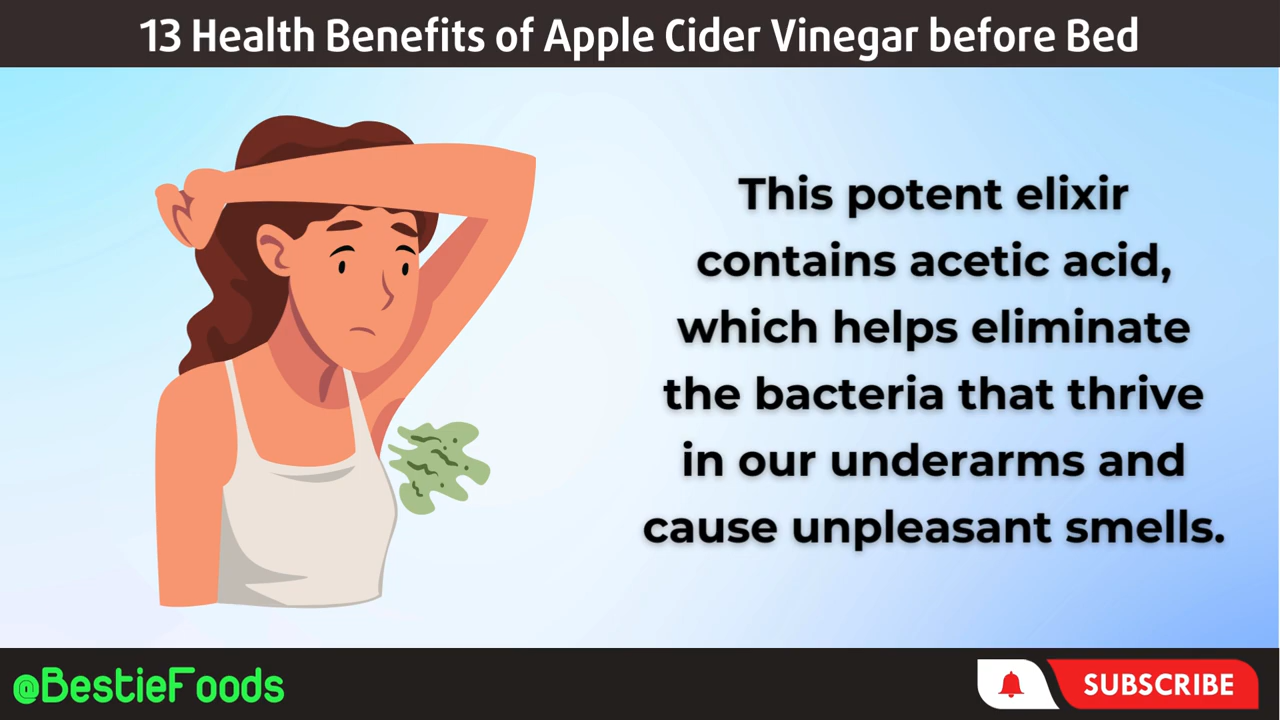 13 Health Benefits of Apple Cider Vinegar before Bed
This potent elixir
contains acetic acid,
which helps eliminate
the bacteria that thrive
in our underarms and
cause unpleasant smells.
@BestieFoods
SUBSCRIBE